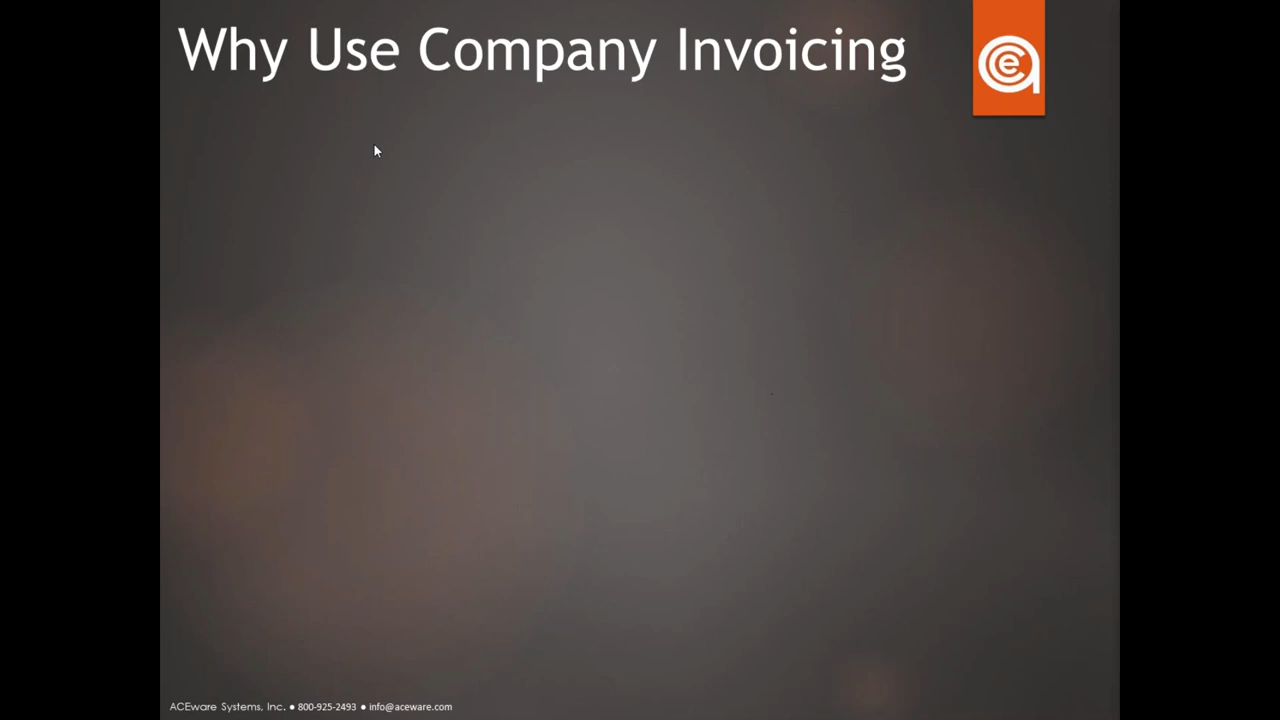 Why Use Company Invoicing
ACEware Systems, Inc. ● 800-925-2493 ● info@aceware.com